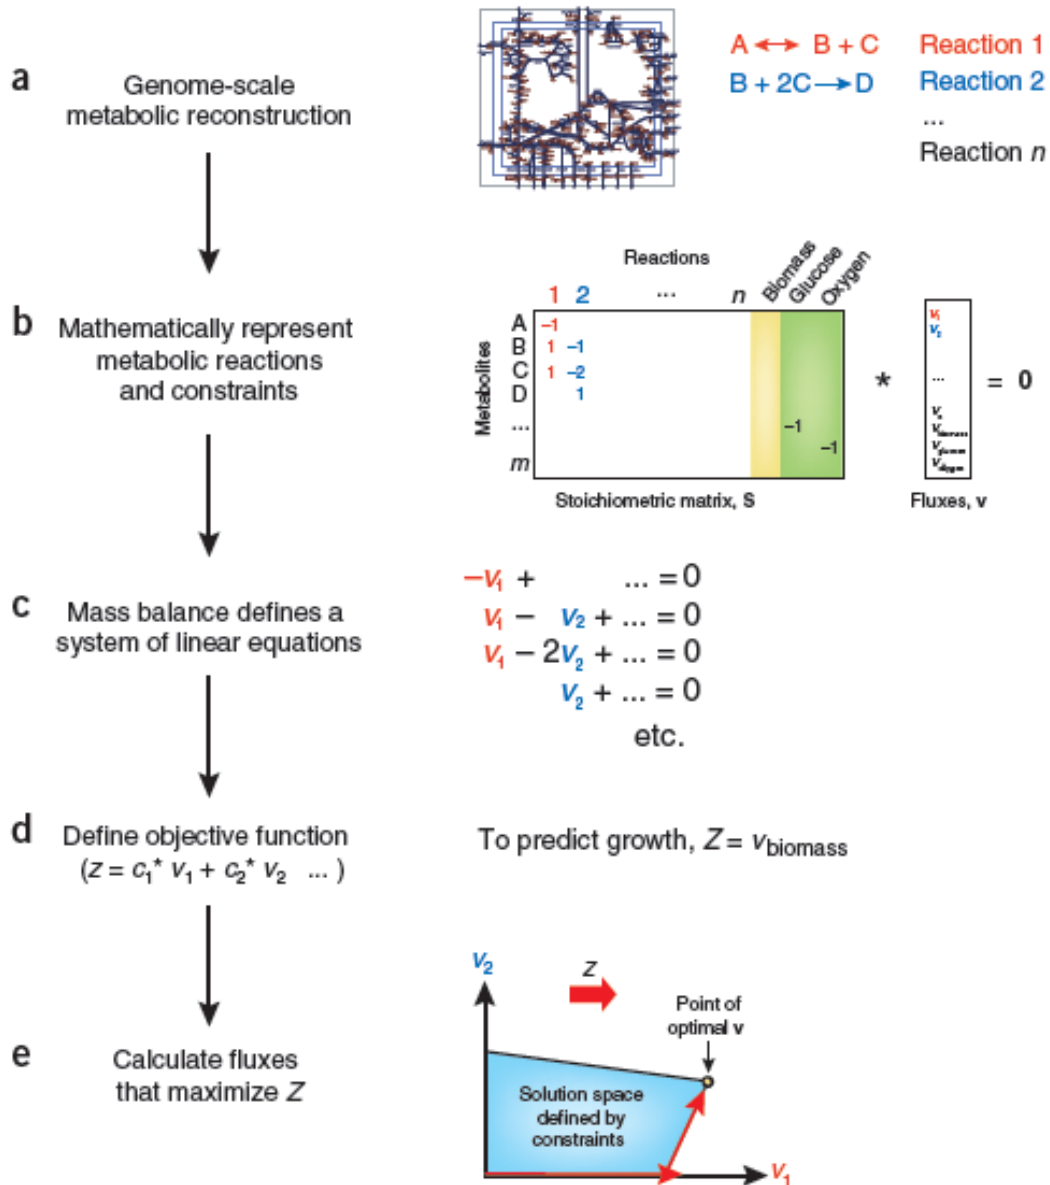 a
Genome-scale
metabolic reconstruction
A ↔ B + C Reaction 1
B + 2C → D Reaction 2
...
Reaction n
b
Mathematically represent
metabolic reactions
and constraints
Reactions
1 2 ... n Biomass Glucose Oxygen
Metabolites
A –1
B 1 –1
C 1 –2
D 1
... –1
–1
m
Stoichiometric matrix, S
*
v₁
v₂
...
= 0
Fluxes, v
c
Mass balance defines a
system of linear equations
–v₁ + ... = 0
v₁ – v₂ + ... = 0
v₁ – 2v₂ + ... = 0
v₂ + ... = 0
etc.
d
Define objective function
(z = c₁* v₁ + c₂* v₂ ... )
To predict growth, Z = v_biomass
e
Calculate fluxes
that maximize Z
v₂
Z
Point of
optimal v
Solution space
defined by
constraints
v₁